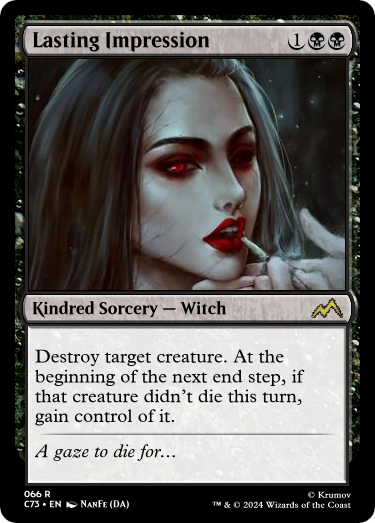 Lasting Impression 1
Kindred Sorcery — Witch
Destroy target creature. At the
beginning of the next end step, if
that creature didn't die this turn,
gain control of it.
A gaze to die for…
066 R © Krumov
C73 • EN NanFe (DA) ™ & © 2024 Wizards of the Coast